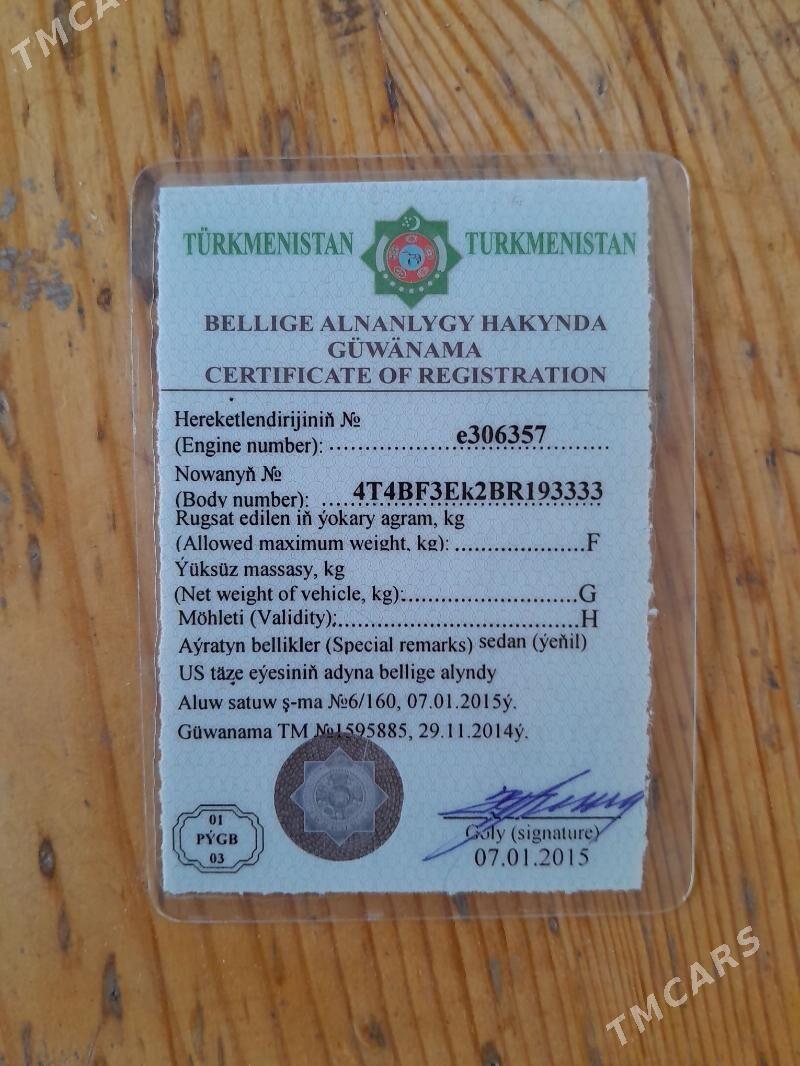 TMCARS
TÜRKMENISTAN TURKMENISTAN
BELLIGE ALNANLYGY HAKYNDA
GÜWÄNAMA
CERTIFICATE OF REGISTRATION
Hereketlendirijiniň №
(Engine number): e306357
Nowanyň №
(Body number): 4T4BF3Ek2BR193333
Rugsat edilen iň ýokary agram, kg
(Allowed maximum weight, kg): F
Ýüksüz massasy, kg
(Net weight of vehicle, kg): G
Möhleti (Validity): H
Aýratyn bellikler (Special remarks) sedan (ýeňil)
US täze eýesiniň adyna bellige alyndy
Aluw satuw ş-ma №6/160, 07.01.2015ý.
Güwanama TM №1595885, 29.11.2014ý.
01
PÝGB
03
Goly (signature)
07.01.2015
TMCARS